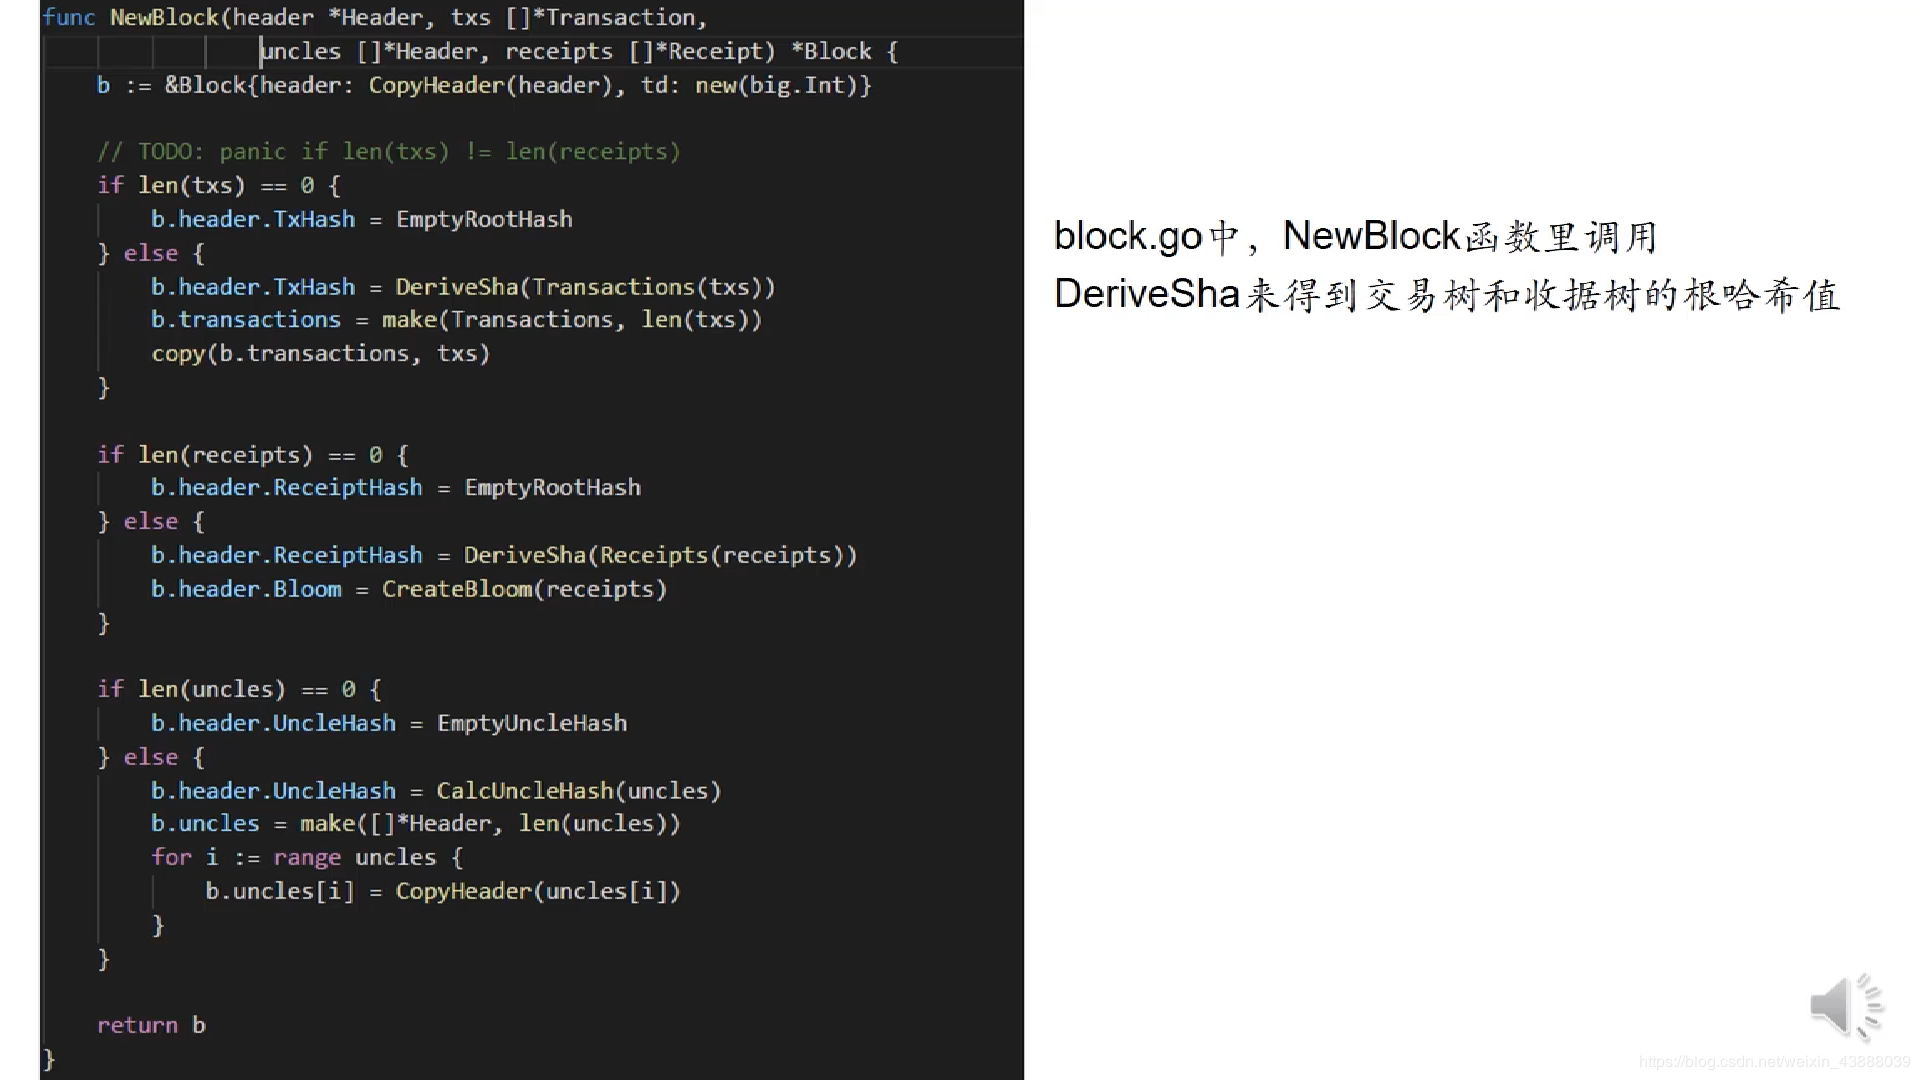 func NewBlock(header *Header, txs []*Transaction,
                uncles []*Header, receipts []*Receipt) *Block {
    b := &Block{header: CopyHeader(header), td: new(big.Int)}

    // TODO: panic if len(txs) != len(receipts)
    if len(txs) == 0 {
        b.header.TxHash = EmptyRootHash
    } else {
        b.header.TxHash = DeriveSha(Transactions(txs))
        b.transactions = make(Transactions, len(txs))
        copy(b.transactions, txs)
    }

    if len(receipts) == 0 {
        b.header.ReceiptHash = EmptyRootHash
    } else {
        b.header.ReceiptHash = DeriveSha(Receipts(receipts))
        b.header.Bloom = CreateBloom(receipts)
    }

    if len(uncles) == 0 {
        b.header.UncleHash = EmptyUncleHash
    } else {
        b.header.UncleHash = CalcUncleHash(uncles)
        b.uncles = make([]*Header, len(uncles))
        for i := range uncles {
            b.uncles[i] = CopyHeader(uncles[i])
        }
    }

    return b
}
block.go中，NewBlock函数里调用
DeriveSha来得到交易树和收据树的根哈希值
https://blog.csdn.net/weixin_43888039